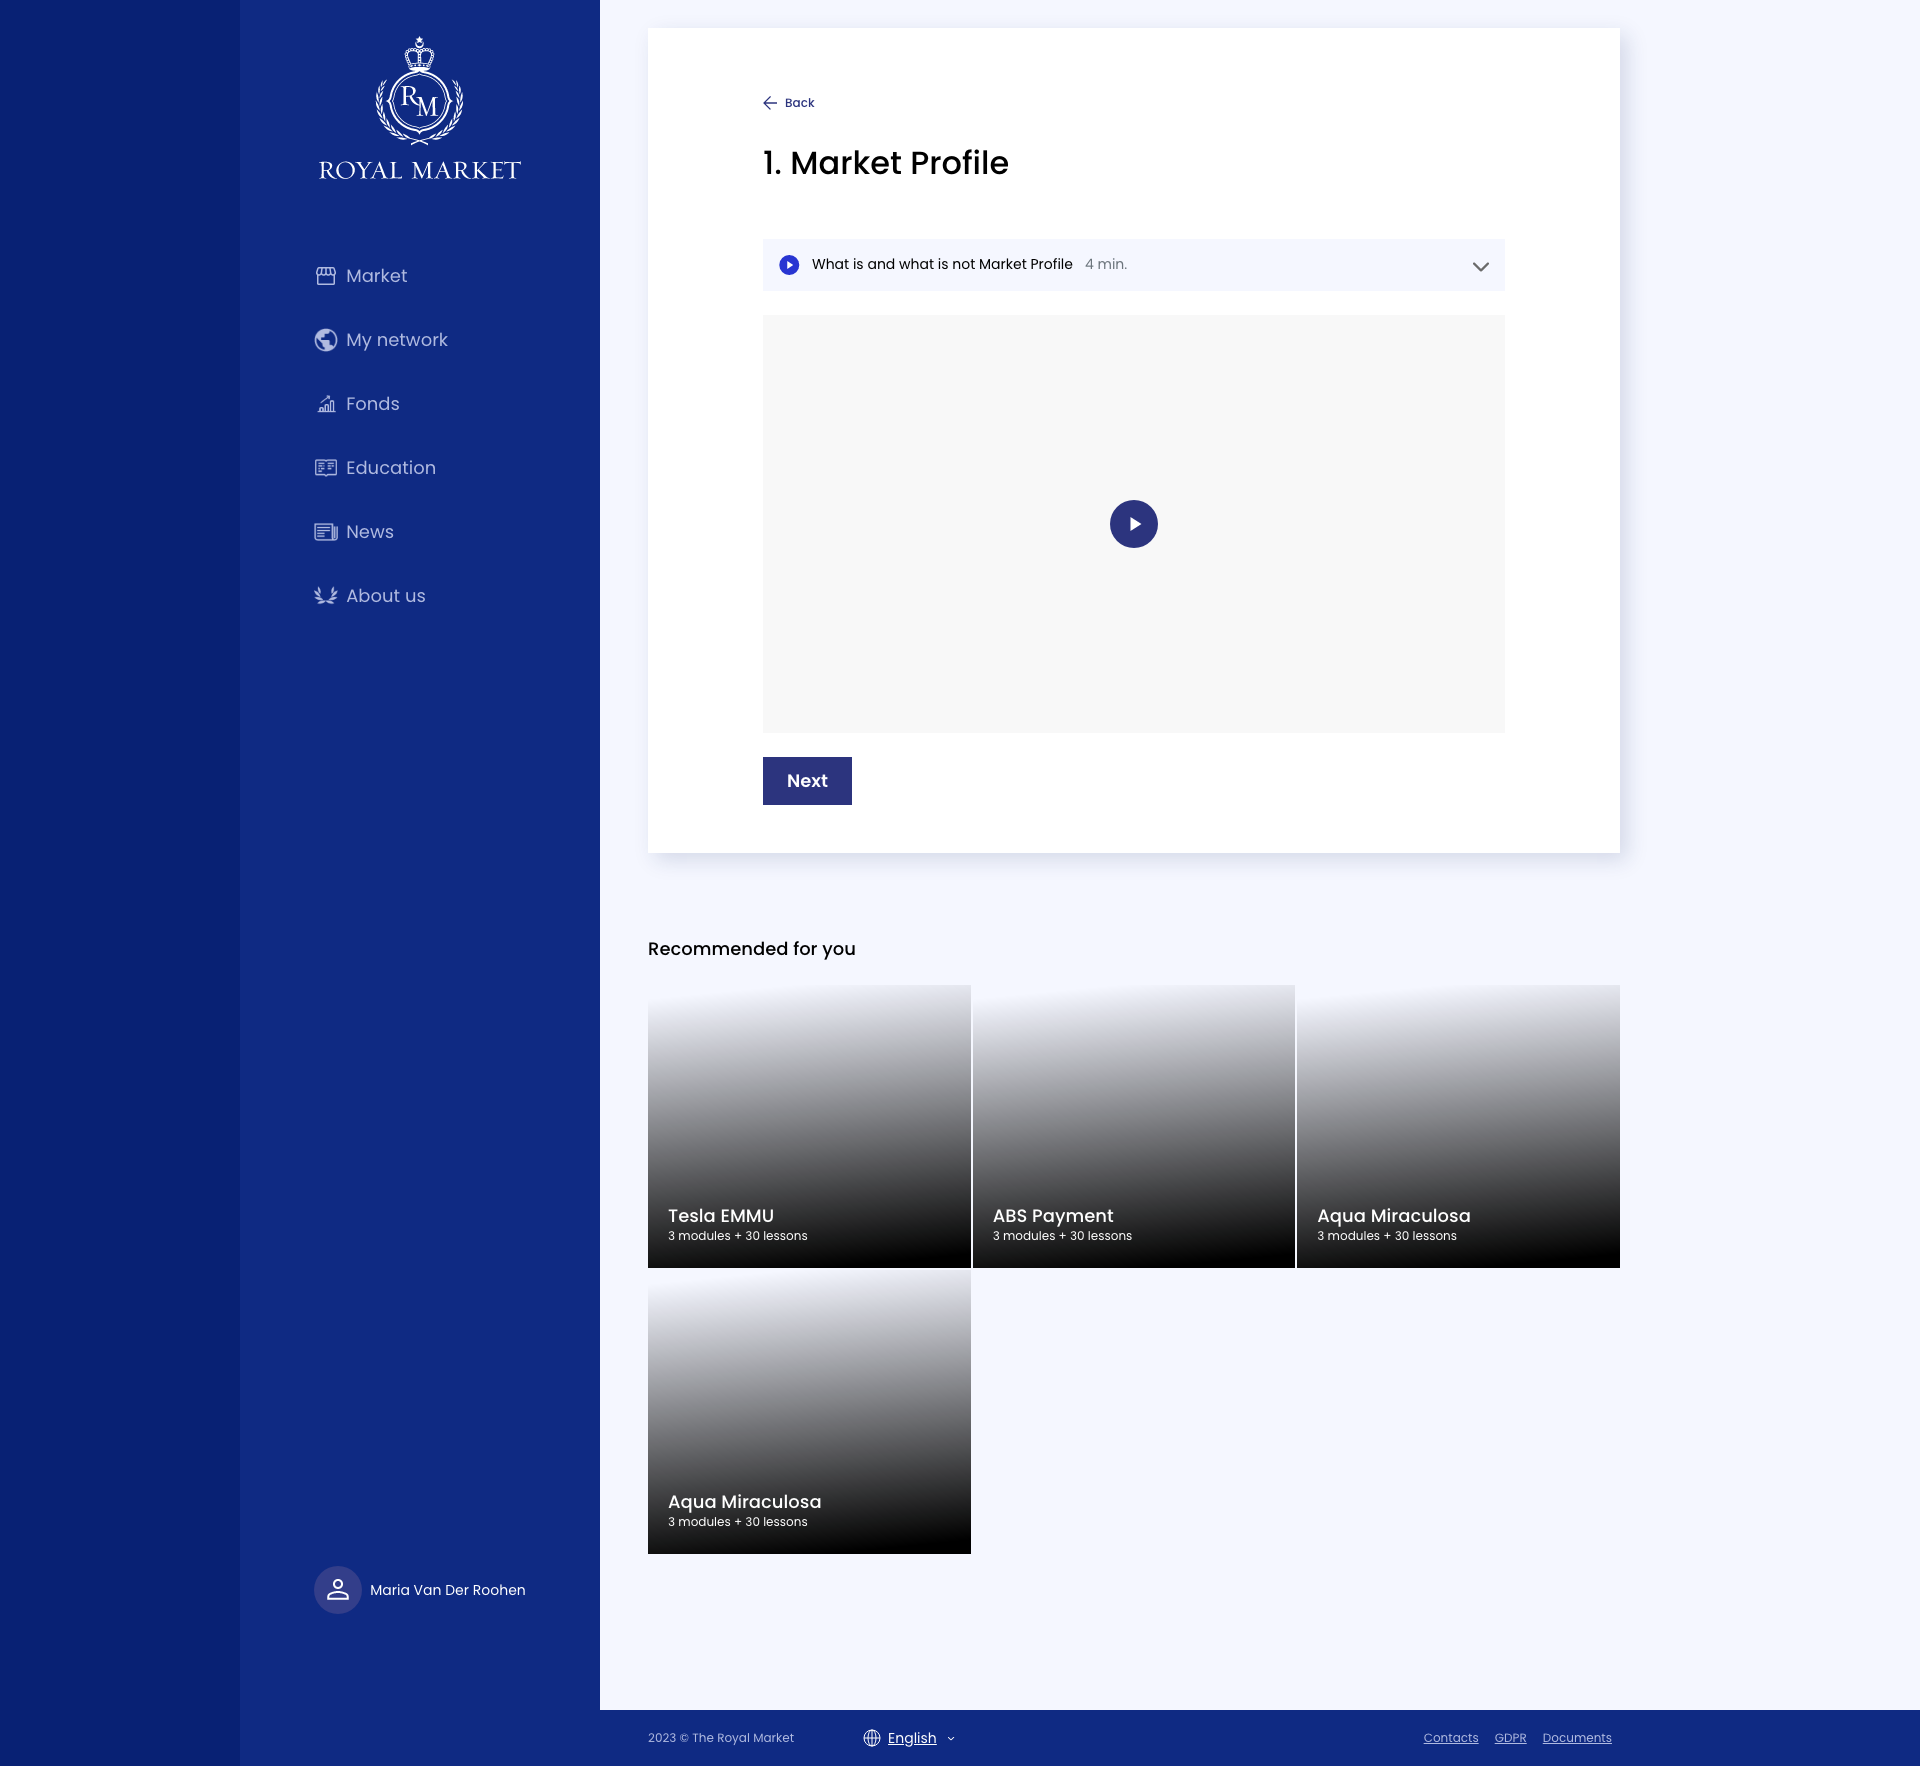 RM
ROYAL MARKET
Market
My network
Fonds
Education
News
About us
Maria Van Der Roohen
Back
1. Market Profile
What is and what is not Market Profile 4 min.
Next
Recommended for you
Tesla EMMU
3 modules + 30 lessons
ABS Payment
3 modules + 30 lessons
Aqua Miraculosa
3 modules + 30 lessons
Aqua Miraculosa
3 modules + 30 lessons
2023 © The Royal Market
English
Contacts GDPR Documents